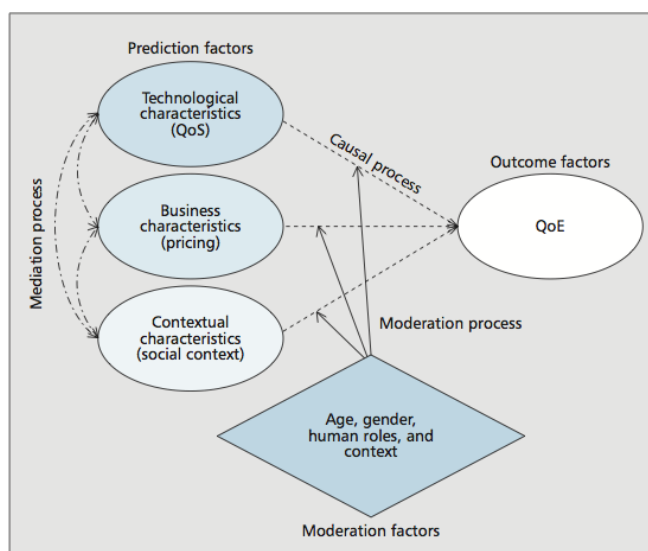 Prediction factors
Technological
characteristics
(QoS)
Causal process
Outcome factors
Mediation process
Business
characteristics
(pricing)
QoE
Contextual
characteristics
(social context)
Moderation process
Age, gender,
human roles, and
context
Moderation factors